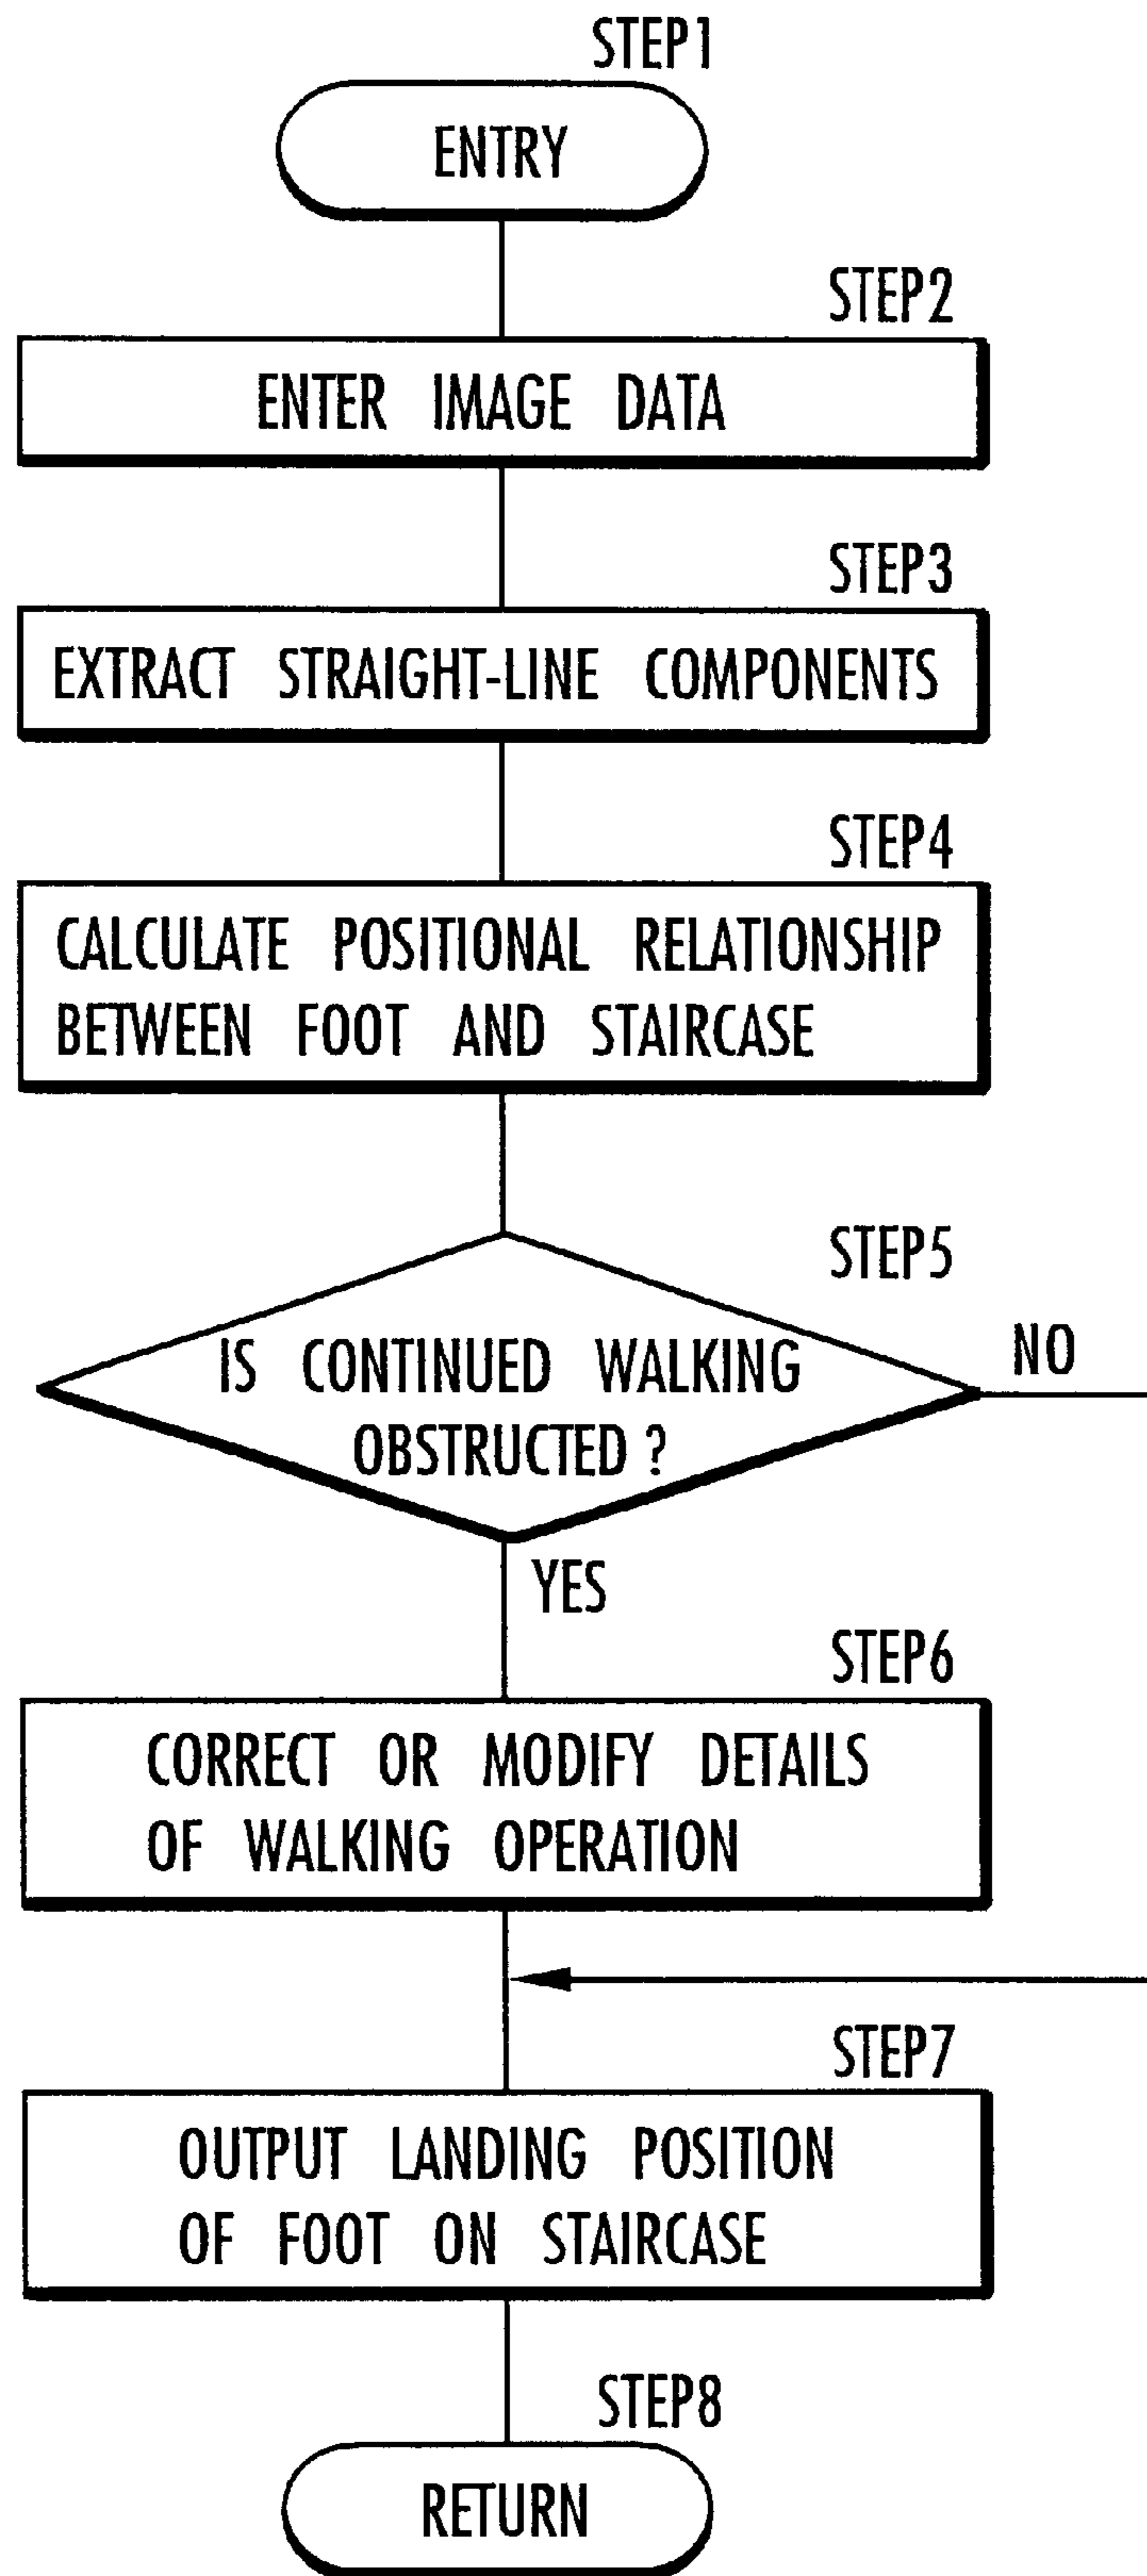 STEP1
ENTRY
STEP2
ENTER IMAGE DATA
STEP3
EXTRACT STRAIGHT-LINE COMPONENTS
STEP4
CALCULATE POSITIONAL RELATIONSHIP
BETWEEN FOOT AND STAIRCASE
STEP5
IS CONTINUED WALKING
OBSTRUCTED ?
NO
YES
STEP6
CORRECT OR MODIFY DETAILS
OF WALKING OPERATION
STEP7
OUTPUT LANDING POSITION
OF FOOT ON STAIRCASE
STEP8
RETURN